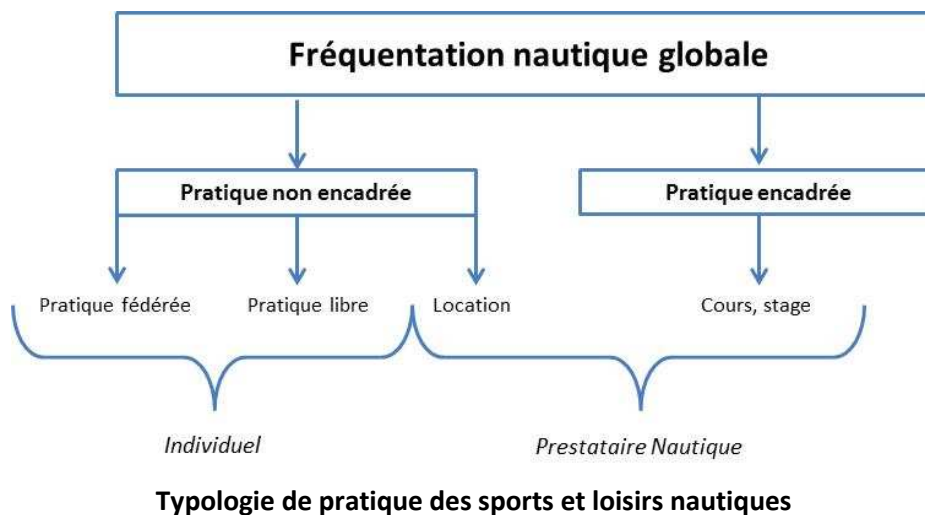 Fréquentation nautique globale
Pratique non encadrée
Pratique encadrée
Pratique fédérée
Pratique libre
Location
Cours, stage
Individuel
Prestataire Nautique
Typologie de pratique des sports et loisirs nautiques